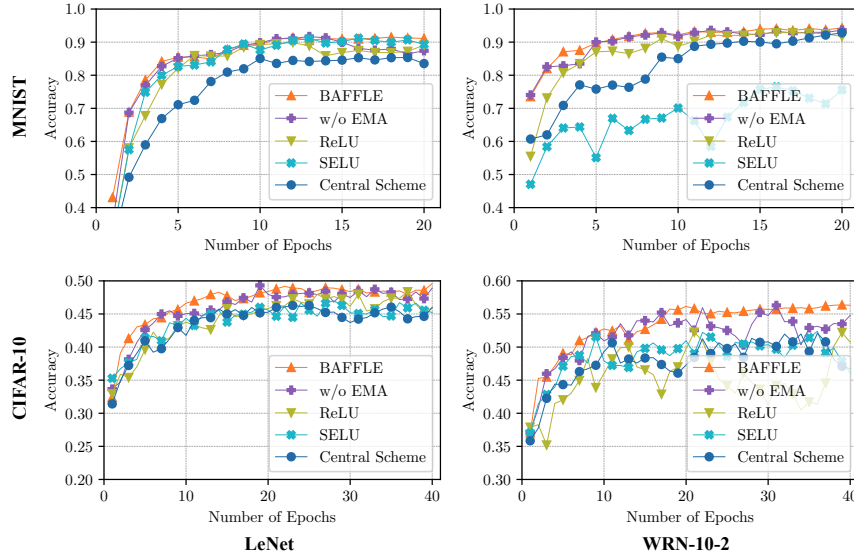 MNIST
Accuracy
1.0
0.9
0.8
0.7
0.6
0.5
0.4
BAFFLE
w/o EMA
ReLU
SELU
Central Scheme
0 5 10 15 20
Number of Epochs
Accuracy
1.0
0.9
0.8
0.7
0.6
0.5
0.4
BAFFLE
w/o EMA
ReLU
SELU
Central Scheme
0 5 10 15 20
Number of Epochs
CIFAR-10
Accuracy
0.50
0.45
0.40
0.35
0.30
0.25
0.20
BAFFLE
w/o EMA
ReLU
SELU
Central Scheme
0 10 20 30 40
Number of Epochs
LeNet
Accuracy
0.60
0.55
0.50
0.45
0.40
0.35
0.30
BAFFLE
w/o EMA
ReLU
SELU
Central Scheme
0 10 20 30 40
Number of Epochs
WRN-10-2